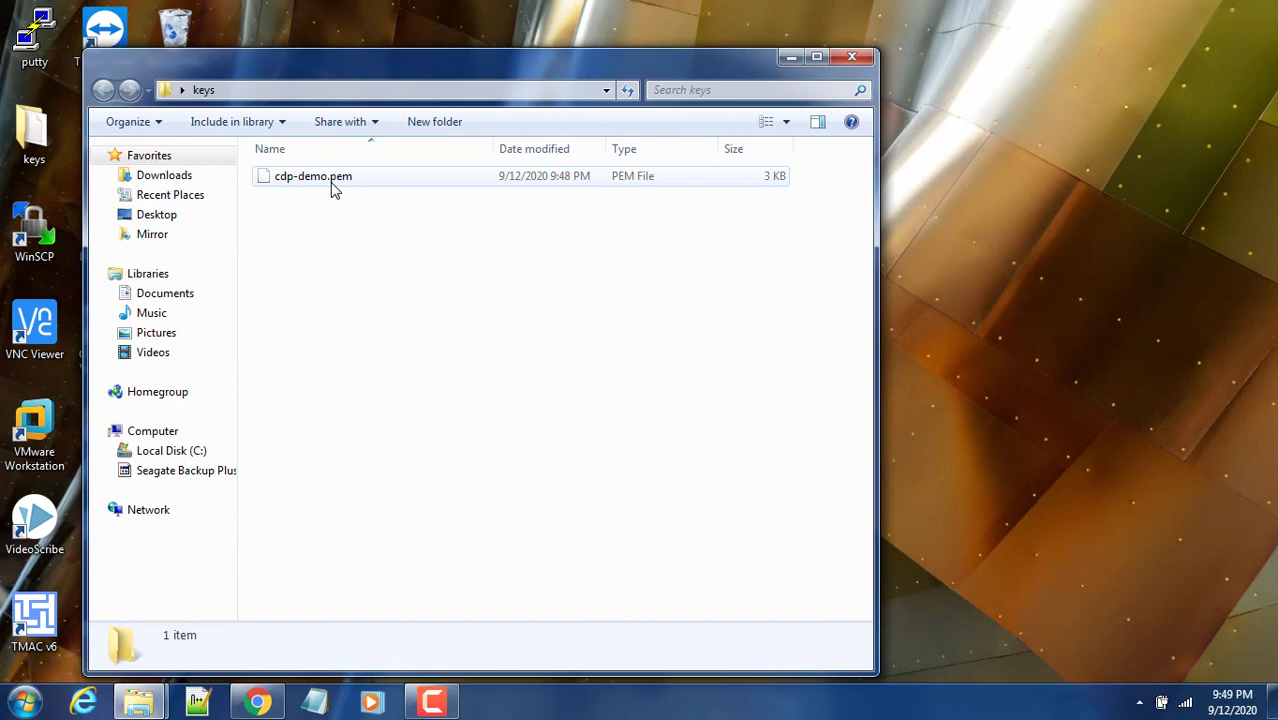 putty
keys
WinSCP
VNC Viewer
VMware
Workstation
VideoScribe
TMAC v6
keys
Search keys
Organize
Include in library
Share with
New folder
Favorites
Downloads
Recent Places
Desktop
Mirror
Libraries
Documents
Music
Pictures
Videos
Homegroup
Computer
Local Disk (C:)
Seagate Backup Plus
Network
Name Date modified Type Size
cdp-demo.pem 9/12/2020 9:48 PM PEM File 3 KB
1 item
9:49 PM
9/12/2020